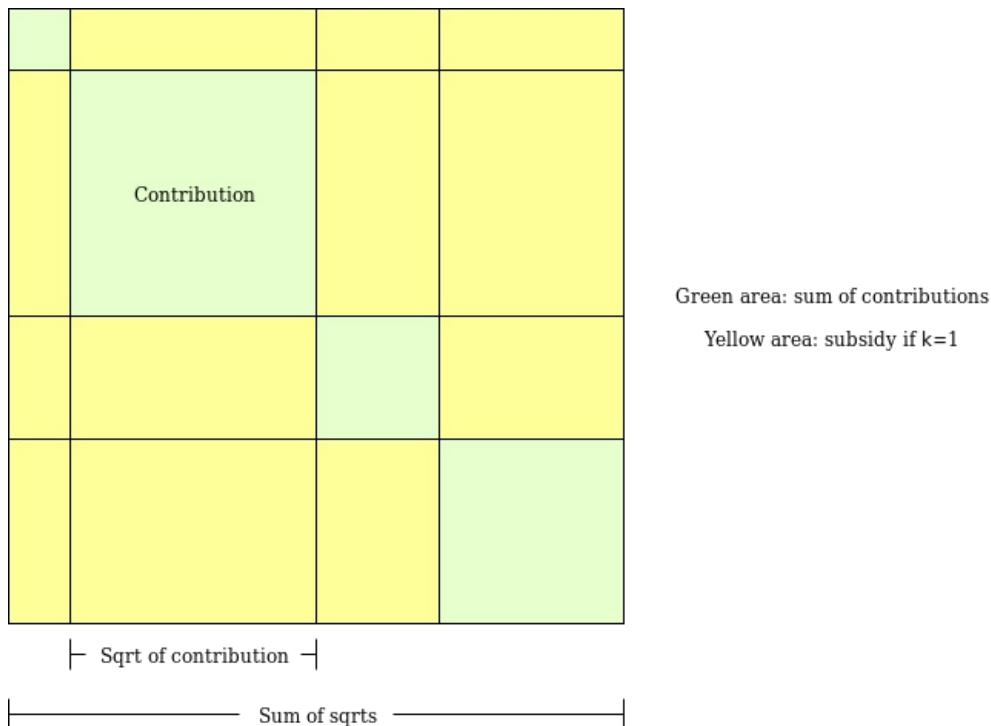 Contribution
Green area: sum of contributions
Yellow area: subsidy if k=1
Sqrt of contribution
Sum of sqrts